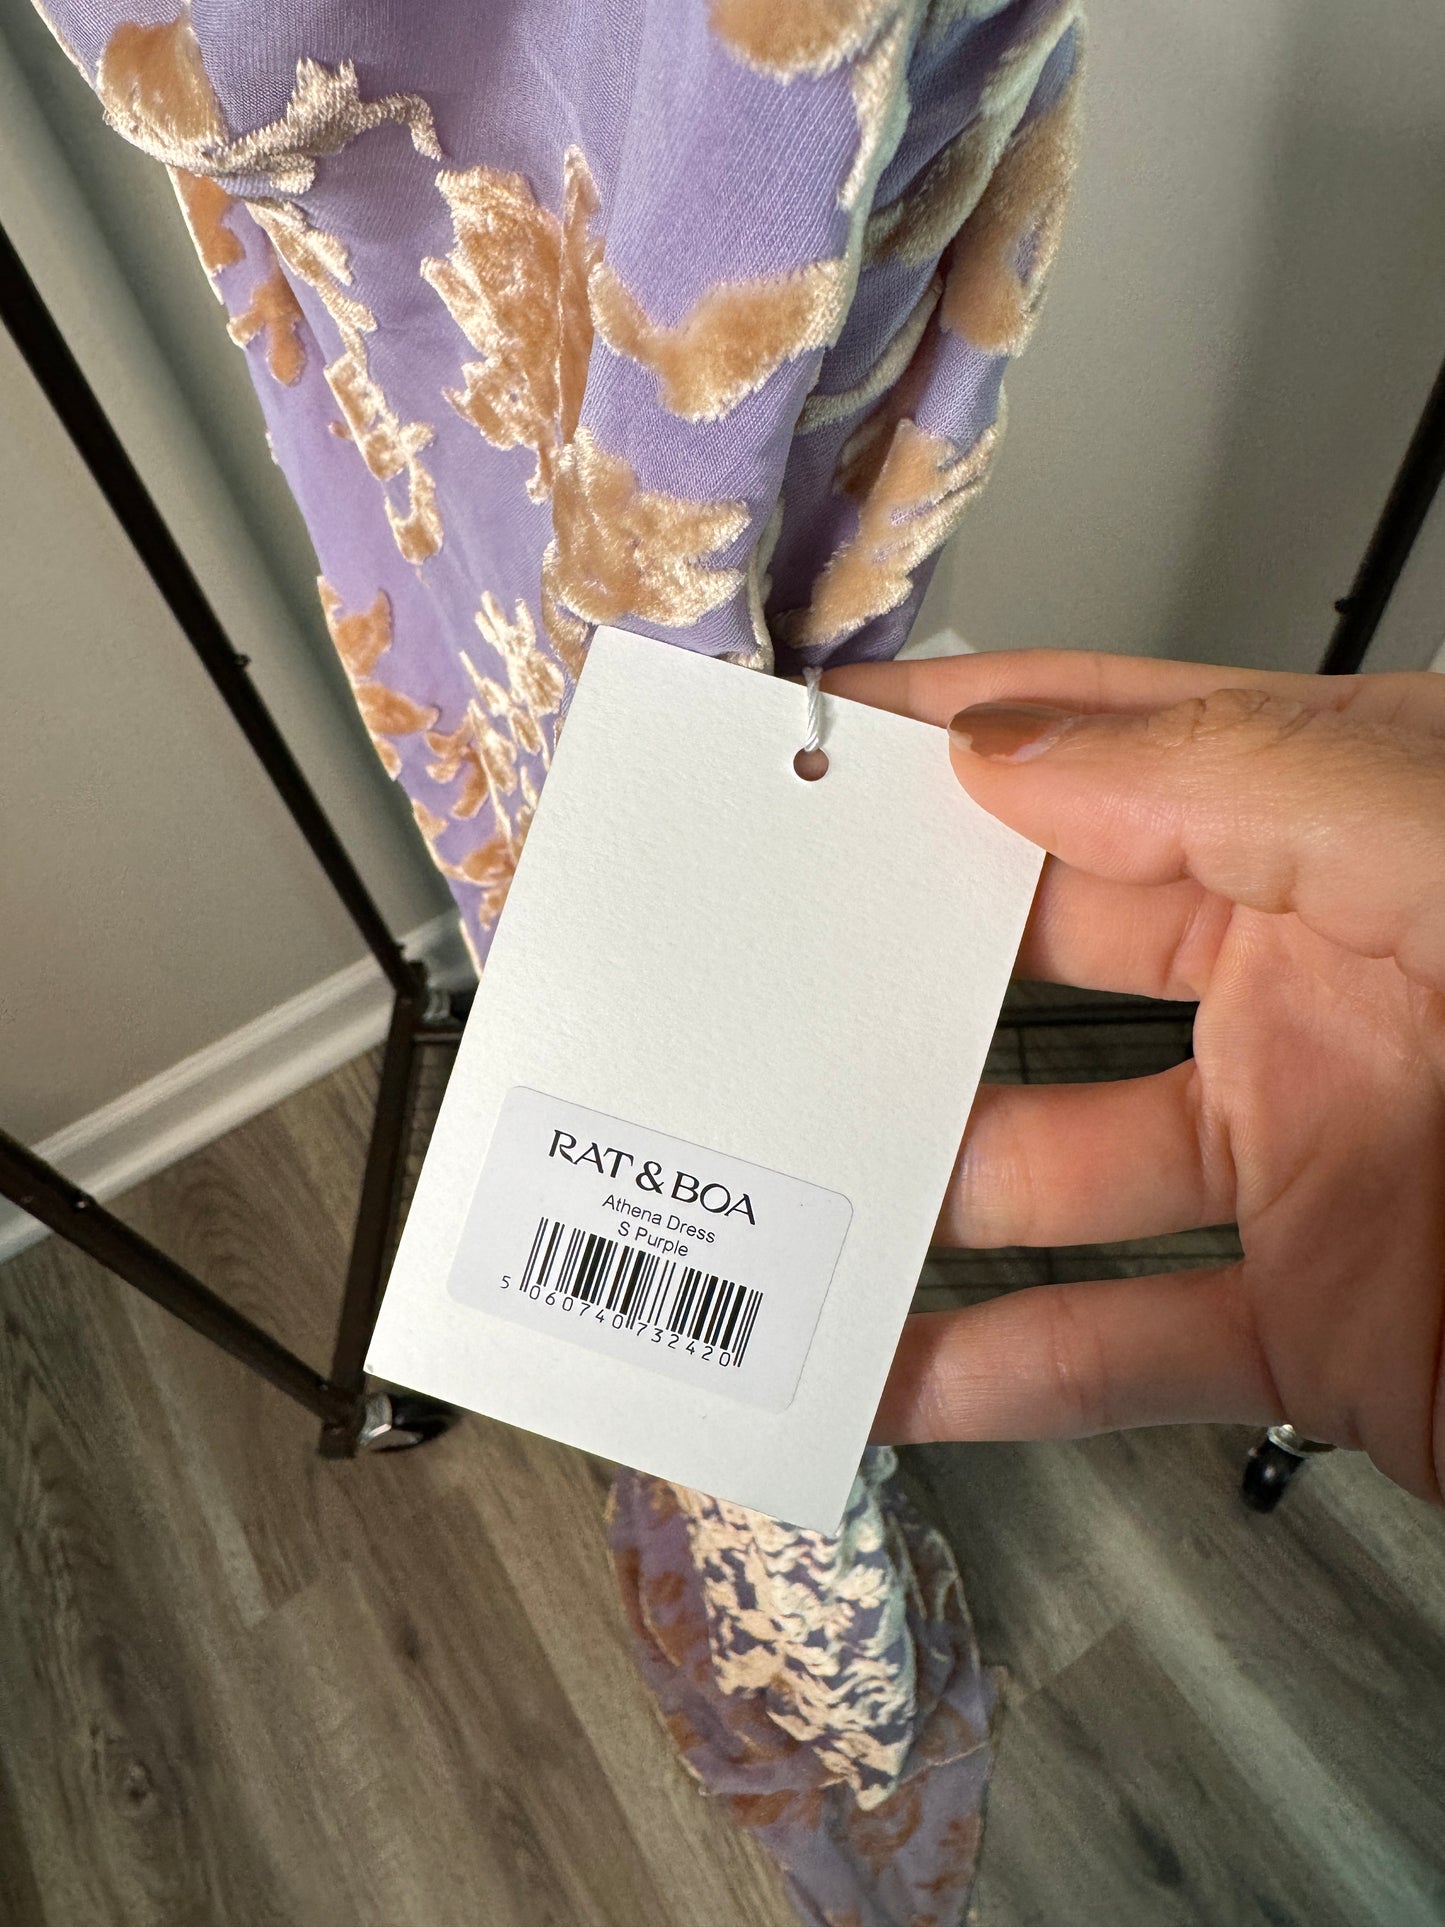 RAT & BOA
Athena Dress
S Purple
5 060740 732420